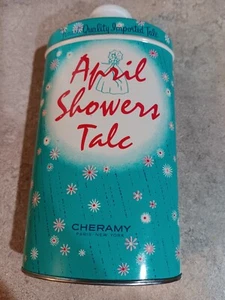 Quality Imported Talc
April
Showers
Talc
CHERAMY
PARIS NEW YORK